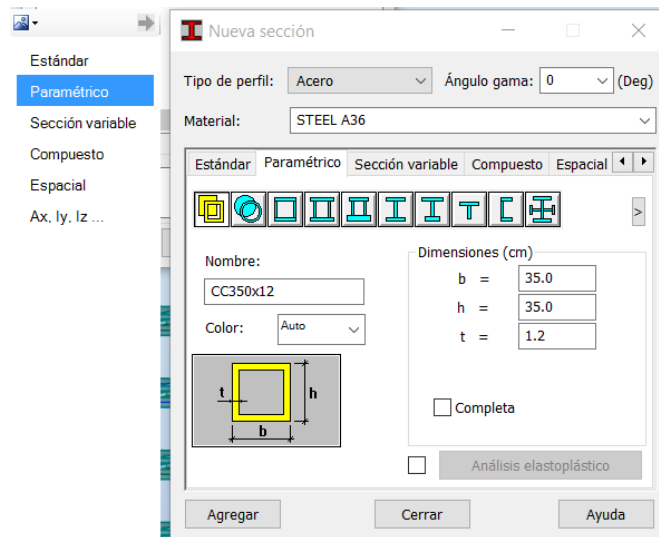 Estándar
Paramétrico
Sección variable
Compuesto
Espacial
Ax, Iy, Iz ...
Nueva sección
Tipo de perfil: Acero Ángulo gama: 0 (Deg)
Material: STEEL A36
Estándar Paramétrico Sección variable Compuesto Espacial
>
Nombre:
CC350x12
Color: Auto
t h
b
Dimensiones (cm)
b = 35.0
h = 35.0
t = 1.2
Completa
Análisis elastoplástico
Agregar Cerrar Ayuda